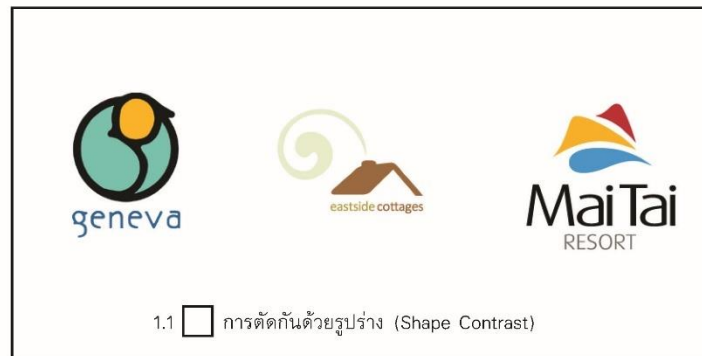 geneva
eastside cottages
Mai Tai
RESORT
1.1 การตัดกันด้วยรูปร่าง (Shape Contrast)